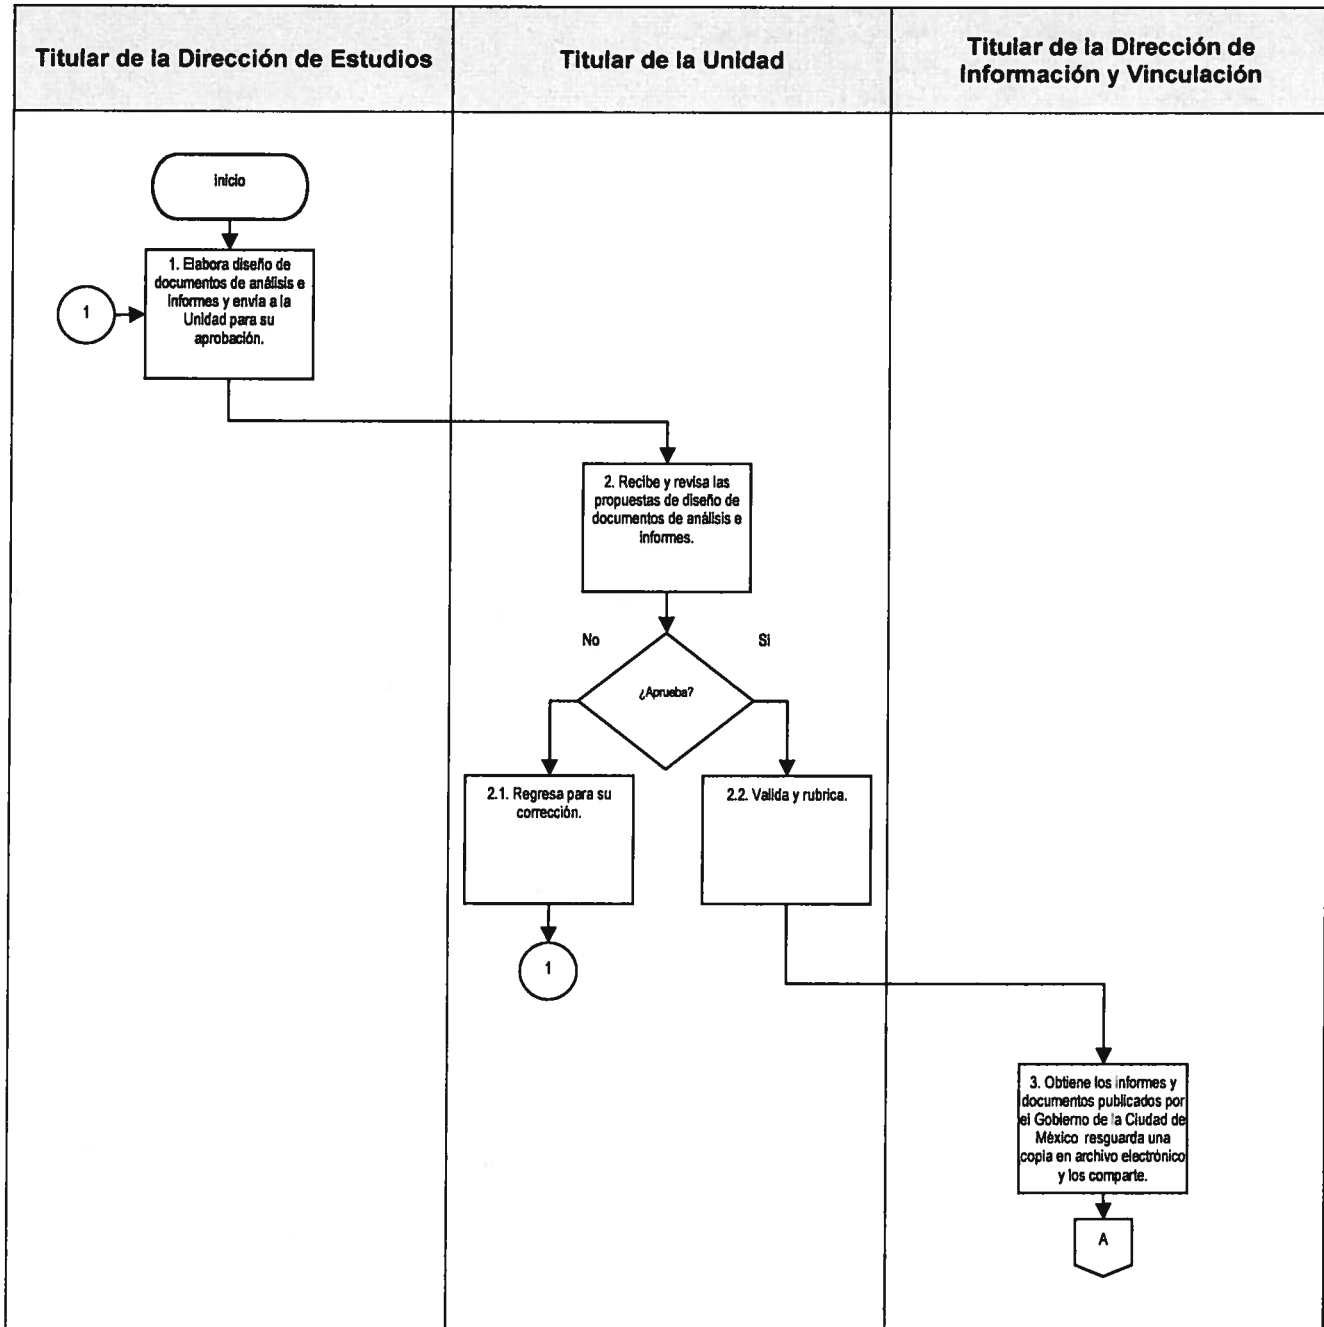 Titular de la Dirección de Estudios
Titular de la Unidad
Titular de la Dirección de
Información y Vinculación
inicio
1. Elabora diseño de
documentos de análisis e
informes y envía a la
Unidad para su
aprobación.
1
2. Recibe y revisa las
propuestas de diseño de
documentos de análisis e
informes.
No
Si
¿Aprueba?
2.1. Regresa para su
corrección.
2.2. Valida y rubrica.
1
3. Obtiene los informes y
documentos publicados por
el Gobierno de la Ciudad de
México resguarda una
copia en archivo electrónico
y los comparte.
A